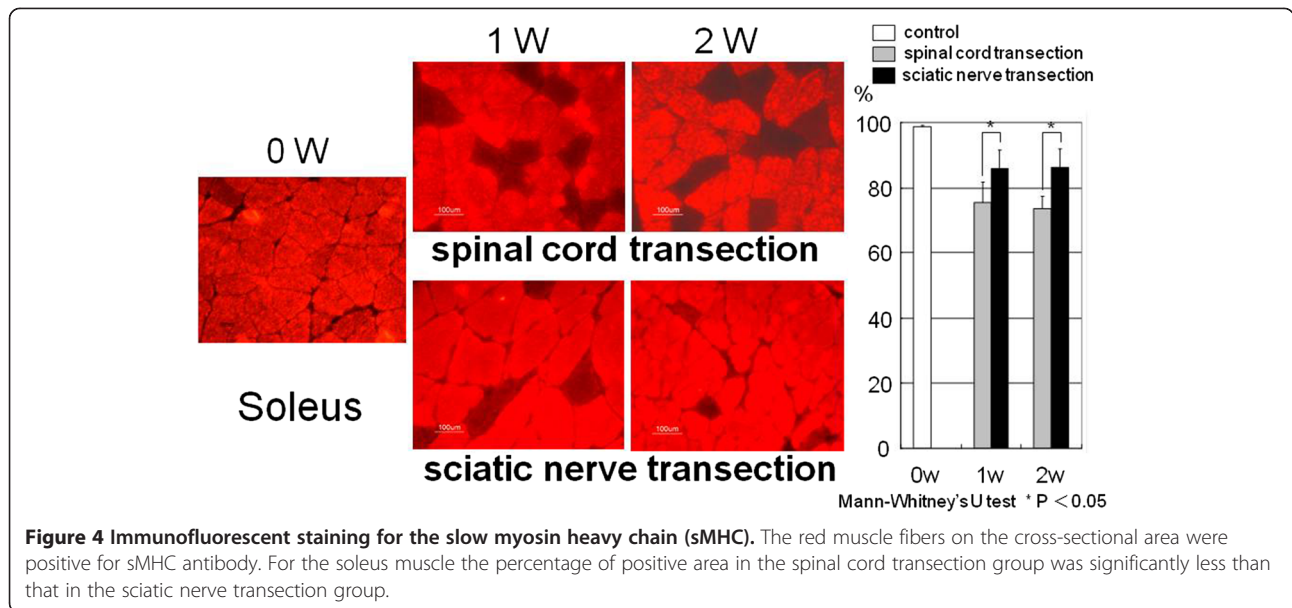 1 W
2 W
0 W
Soleus
100um
100um
spinal cord transection
100um
100um
sciatic nerve transection
control
spinal cord transection
sciatic nerve transection
%
100
80
60
40
20
0
*
*
0w
1w
2w
Mann-Whitney's U test * P < 0.05
Figure 4 Immunofluorescent staining for the slow myosin heavy chain (sMHC). The red muscle fibers on the cross-sectional area were
positive for sMHC antibody. For the soleus muscle the percentage of positive area in the spinal cord transection group was significantly less than
that in the sciatic nerve transection group.